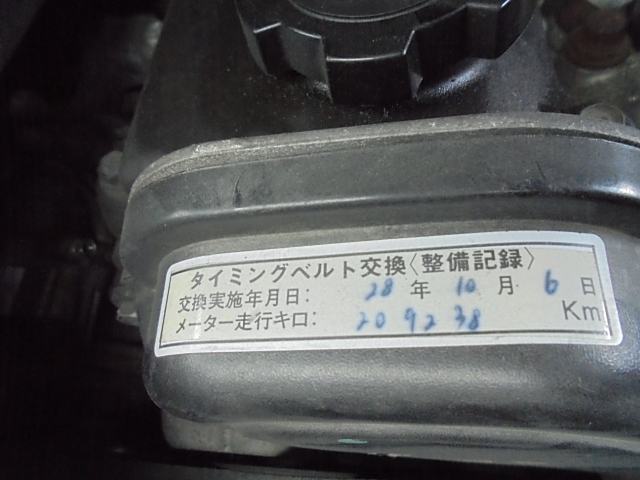 タイミングベルト交換〈整備記録〉
交換実施年月日: 28 年 10 月 6 日
メーター走行キロ: 209238 Km